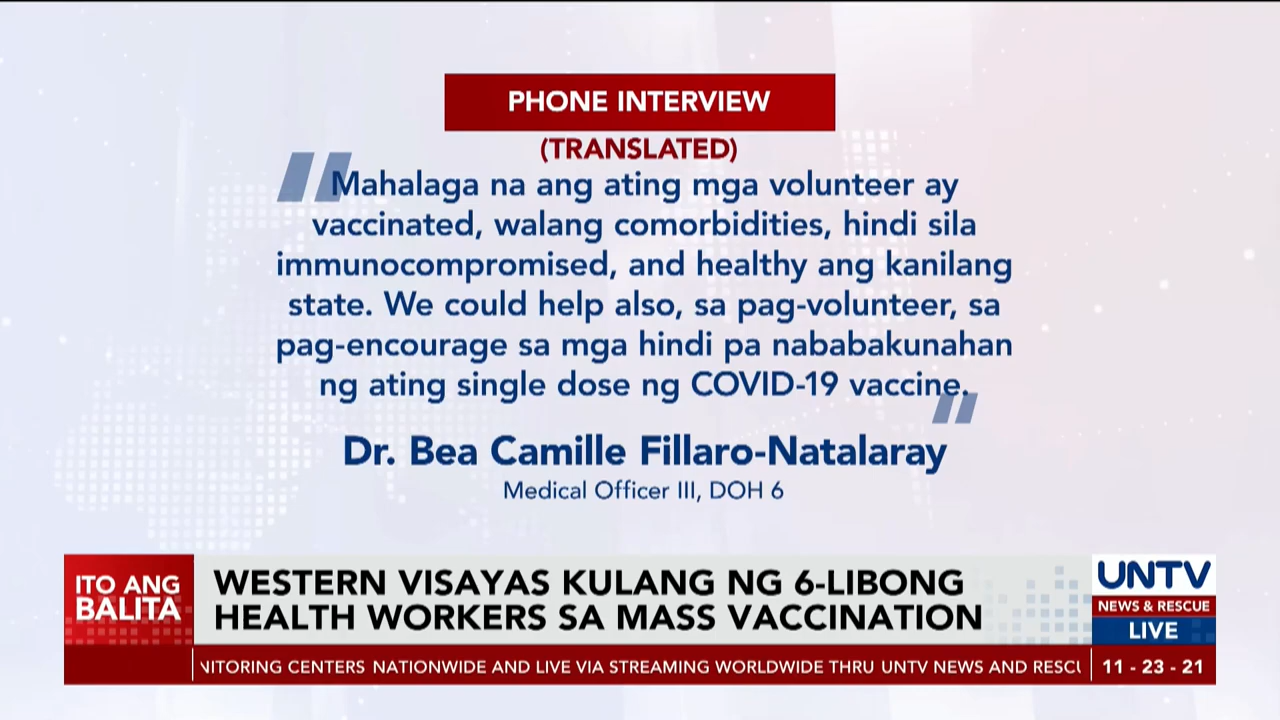 PHONE INTERVIEW
(TRANSLATED)
Mahalaga na ang ating mga volunteer ay
vaccinated, walang comorbidities, hindi sila
immunocompromised, and healthy ang kanilang
state. We could help also, sa pag-volunteer, sa
pag-encourage sa mga hindi pa nababakunahan
ng ating single dose ng COVID-19 vaccine.
Dr. Bea Camille Fillaro-Natalaray
Medical Officer III, DOH 6
ITO ANG
BALITA
WESTERN VISAYAS KULANG NG 6-LIBONG
HEALTH WORKERS SA MASS VACCINATION
UNTV
NEWS & RESCUE
LIVE
NITORING CENTERS NATIONWIDE AND LIVE VIA STREAMING WORLDWIDE THRU UNTV NEWS AND RESCU
11 - 23 - 21